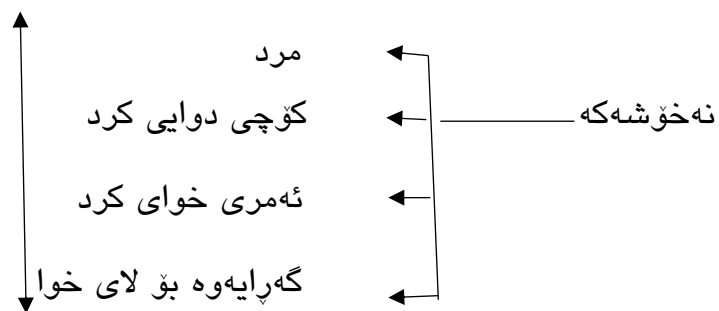 مرد
کۆچی دوایی کرد
نەخۆشەکە
ئەمری خوای کرد
گەڕایەوە بۆ لای خوا